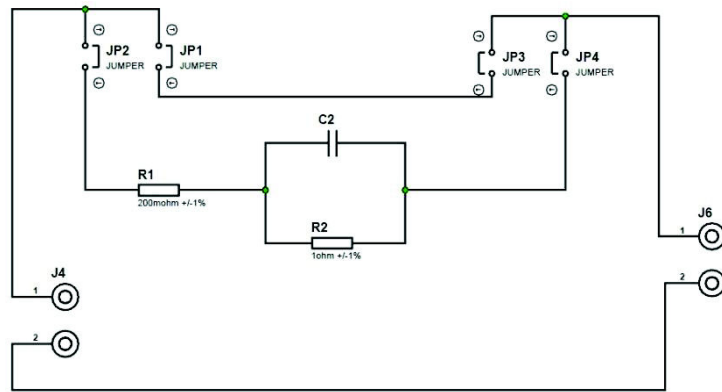 JP2
JUMPER
JP1
JUMPER
JP3
JUMPER
JP4
JUMPER
C2
R1
200mohm +/-1%
R2
1ohm +/-1%
J4
1
2
J6
1
2